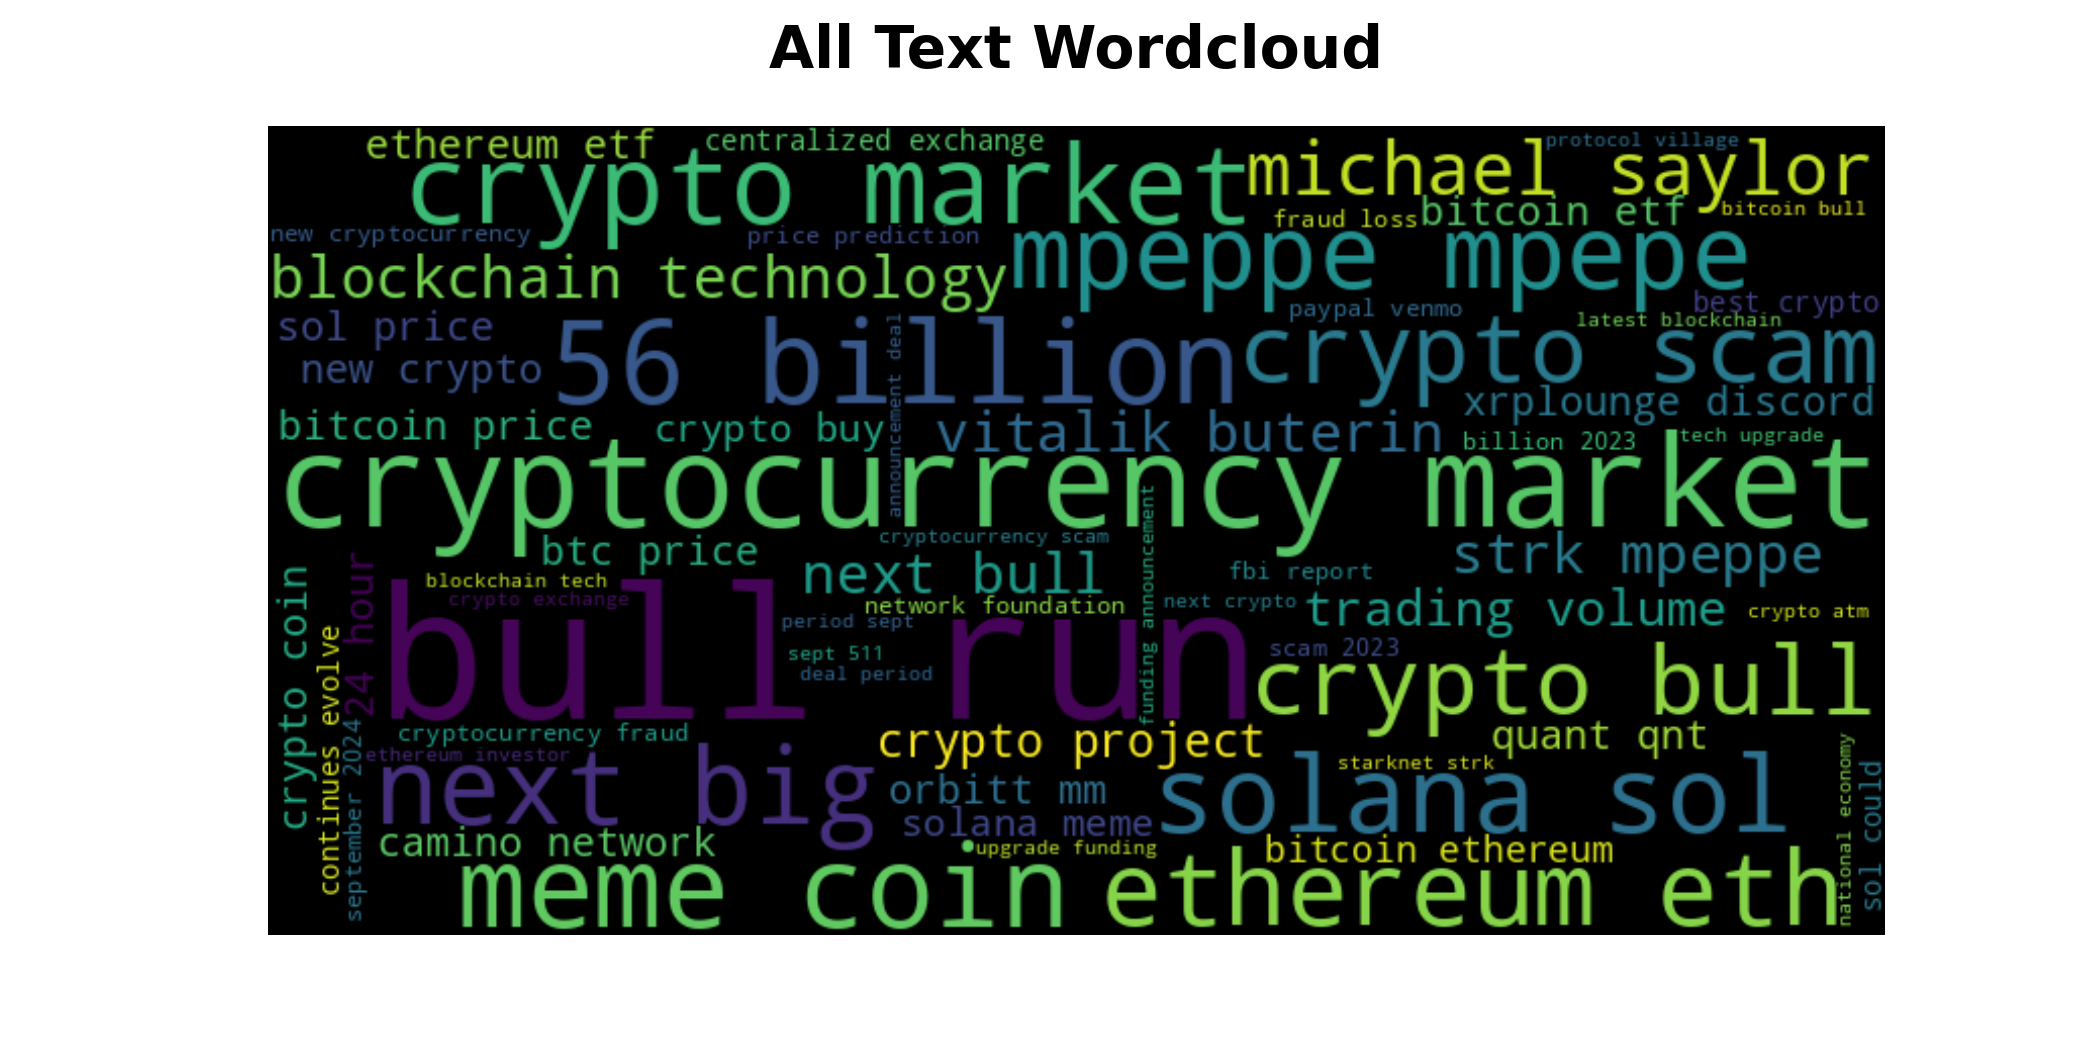 All Text Wordcloud
ethereum etf
centralized exchange
protocol village
crypto market
michael saylor
fraud loss
bitcoin etf
bitcoin bull
new cryptocurrency
price prediction
mpeppe mpepe
blockchain technology
best crypto
paypal venmo
latest blockchain
sol price
56 billion
crypto scam
new crypto
announcement deal
xrplounge discord
bitcoin price
crypto buy
vitalik buterin
billion 2023
tech upgrade
cryptocurrency market
cryptocurrency scam
btc price
next bull
fbi report
strk mpeppe
blockchain tech
crypto exchange
network foundation
funding announcement
next crypto
trading volume
crypto atm
crypto coin
24 hour
bull run
period sept
sept 511
deal period
scam 2023
crypto bull
continues evolve
cryptocurrency fraud
crypto project
quant qnt
september 2024
ethereum investor
next big
orbitt mm
solana meme
starknet strk
solana sol
national economy
sol could
camino network
upgrade funding
bitcoin ethereum
meme coin
ethereum eth